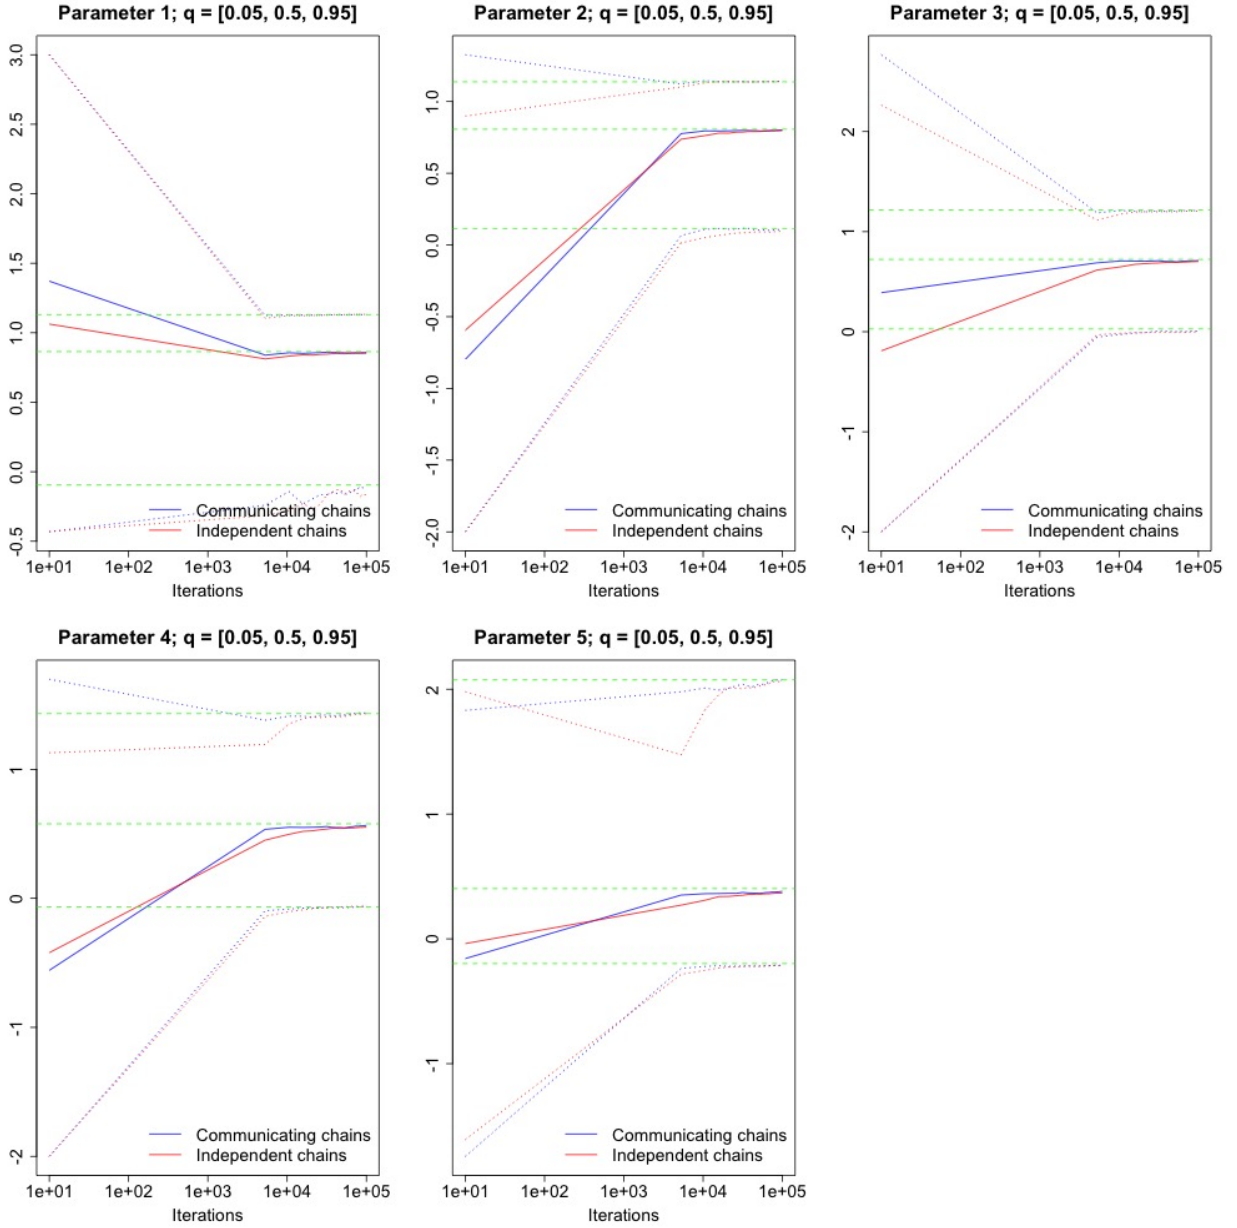 Parameter 1; q = [0.05, 0.5, 0.95]
3.0
2.5
2.0
1.5
1.0
0.5
0.0
-0.5
Communicating chains
Independent chains
1e+01 1e+02 1e+03 1e+04 1e+05
Iterations
Parameter 2; q = [0.05, 0.5, 0.95]
1.0
0.5
0.0
-0.5
-1.0
-1.5
-2.0
Communicating chains
Independent chains
1e+01 1e+02 1e+03 1e+04 1e+05
Iterations
Parameter 3; q = [0.05, 0.5, 0.95]
2
1
0
-1
-2
Communicating chains
Independent chains
1e+01 1e+02 1e+03 1e+04 1e+05
Iterations
Parameter 4; q = [0.05, 0.5, 0.95]
1
0
-1
-2
Communicating chains
Independent chains
1e+01 1e+02 1e+03 1e+04 1e+05
Iterations
Parameter 5; q = [0.05, 0.5, 0.95]
2
1
0
-1
Communicating chains
Independent chains
1e+01 1e+02 1e+03 1e+04 1e+05
Iterations